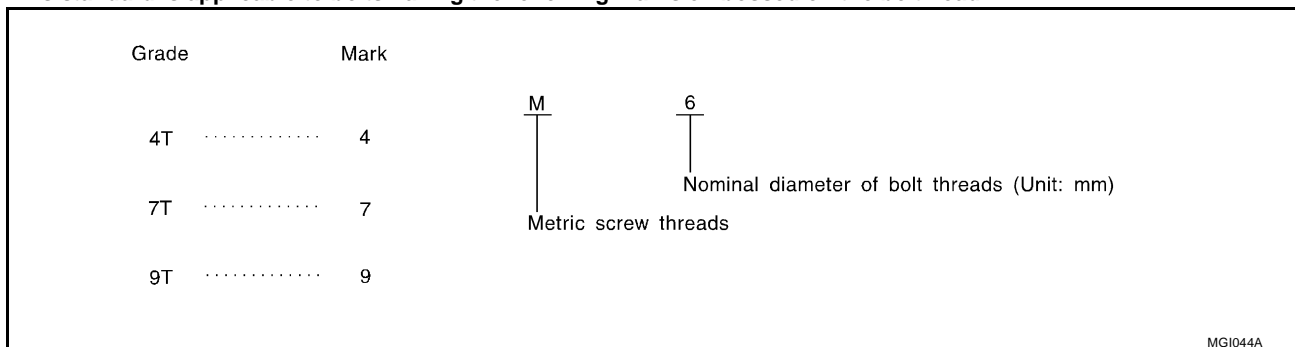 Grade Mark
4T ············· 4
7T ············· 7
9T ············· 9
M 6
Nominal diameter of bolt threads (Unit: mm)
Metric screw threads
MGI044A